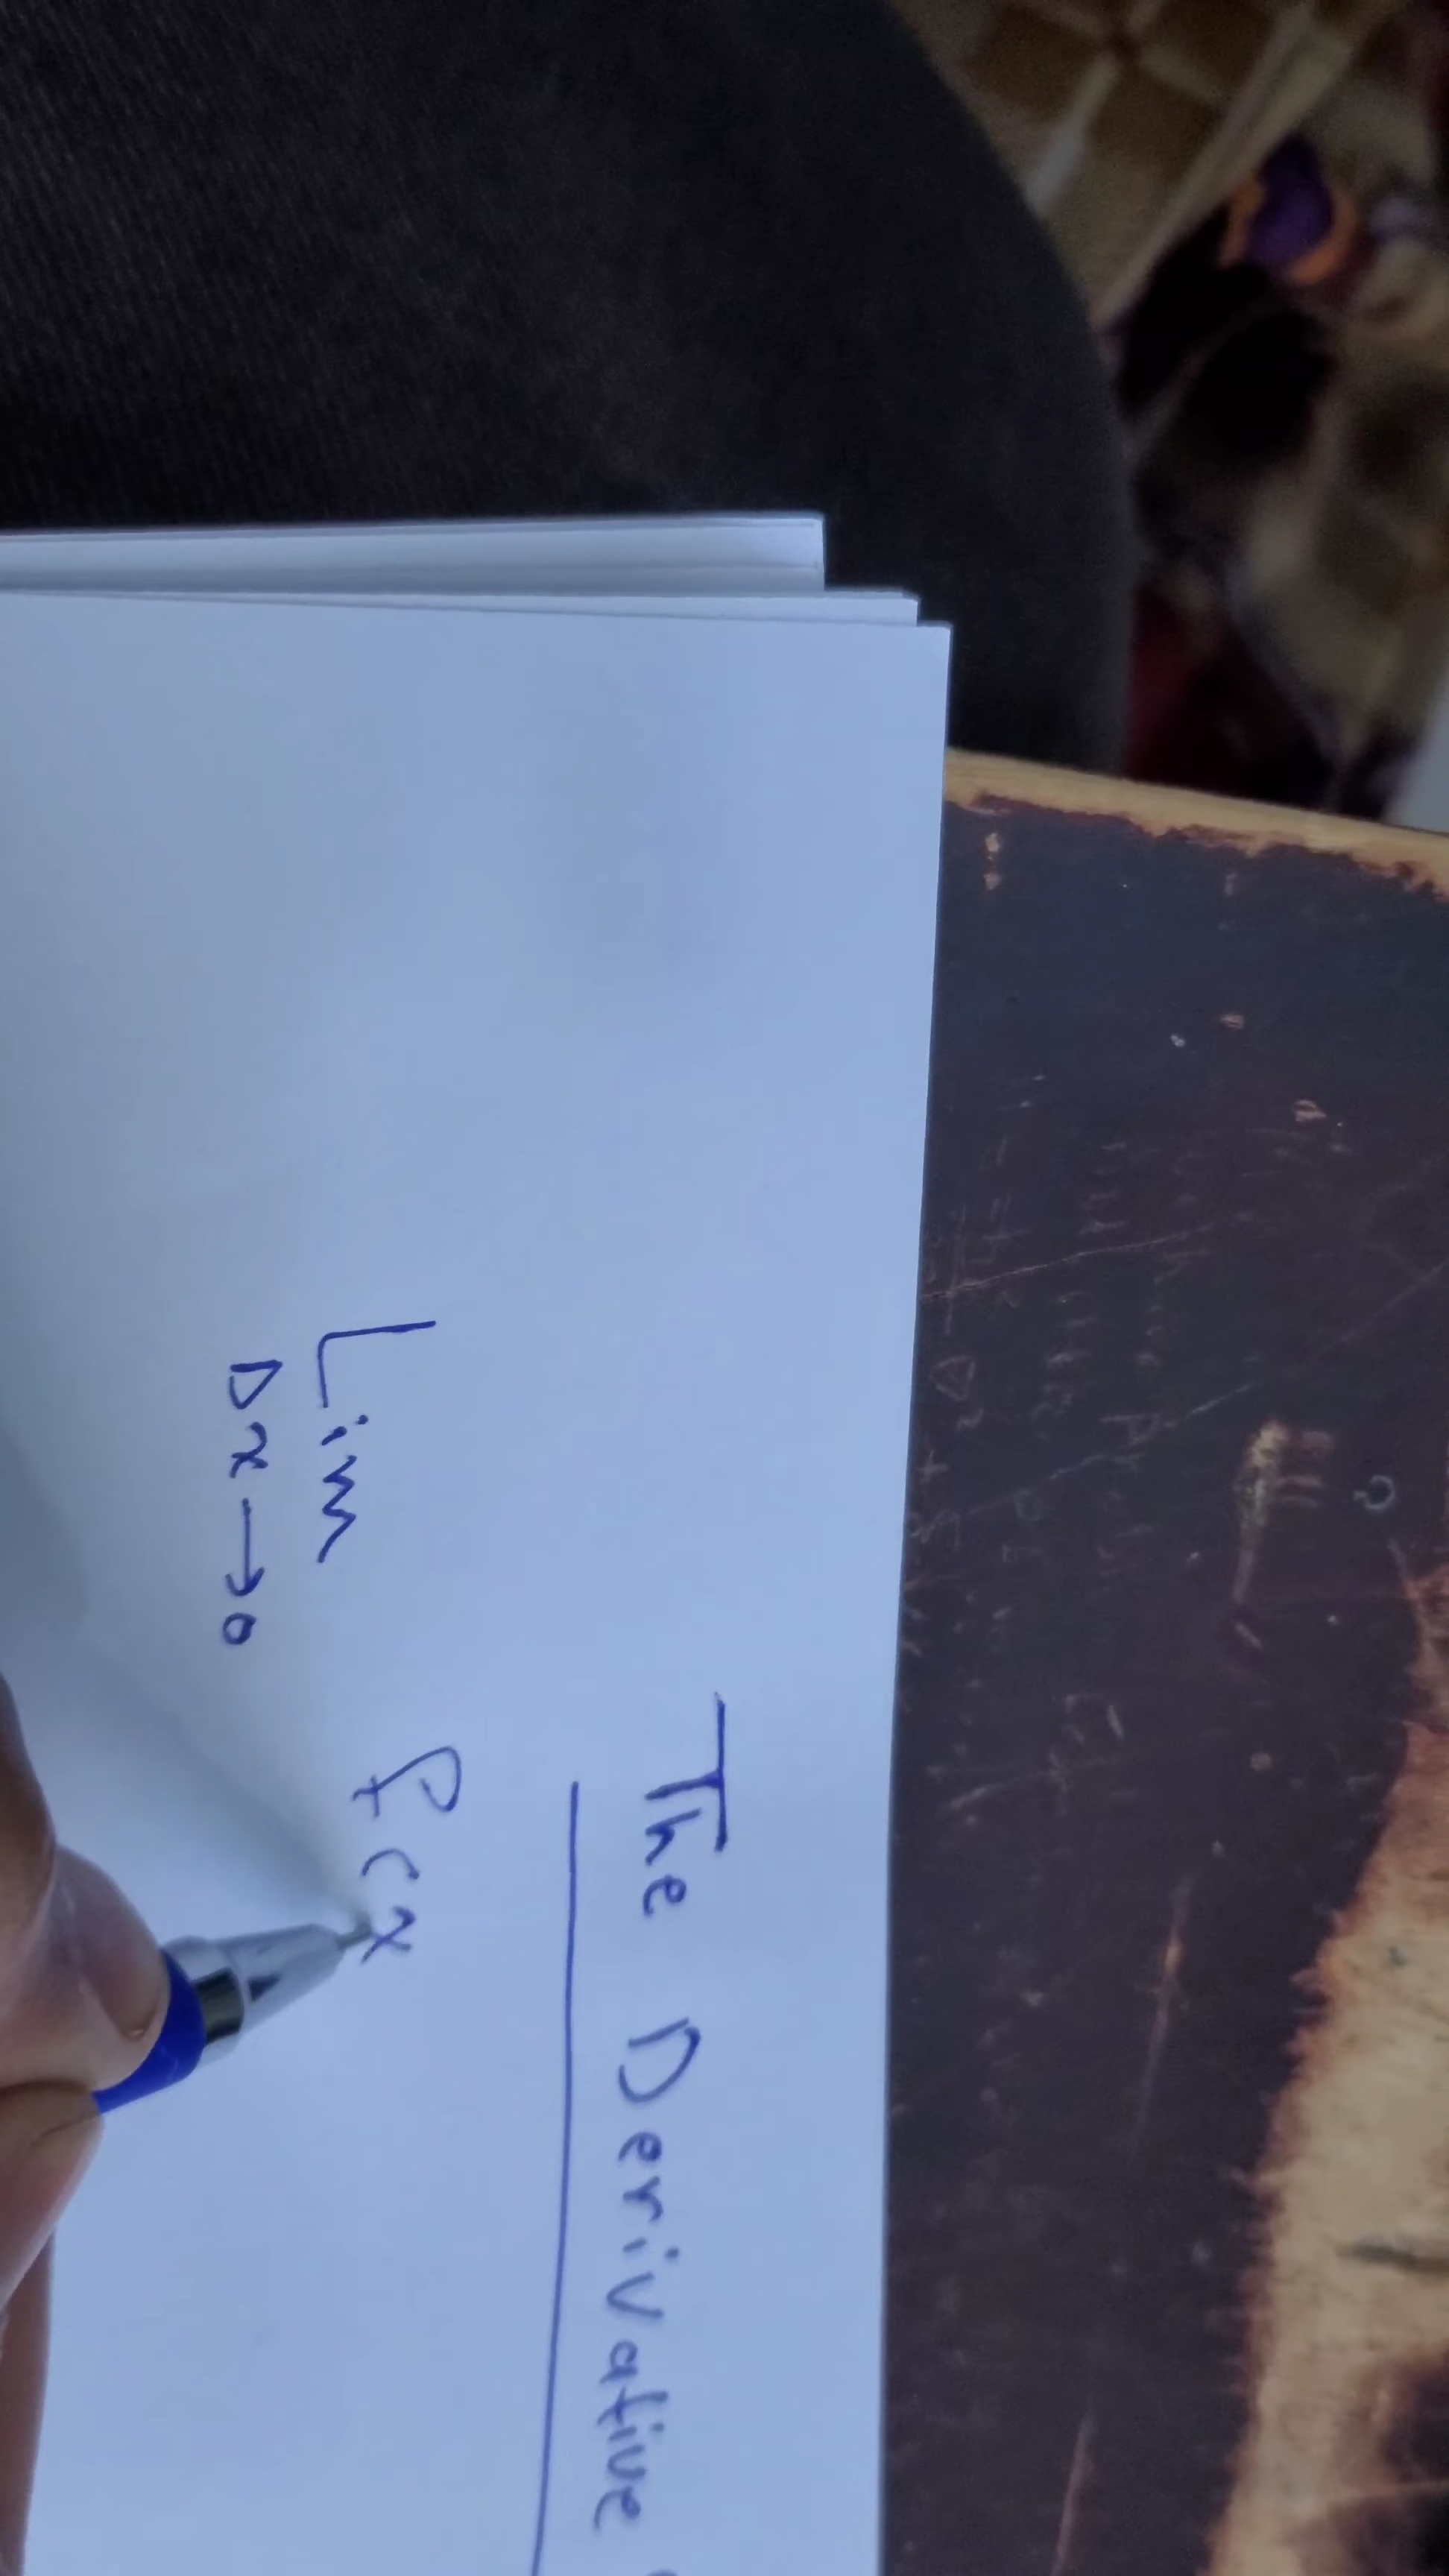 The Derivative
Lim f(x
Δx→0